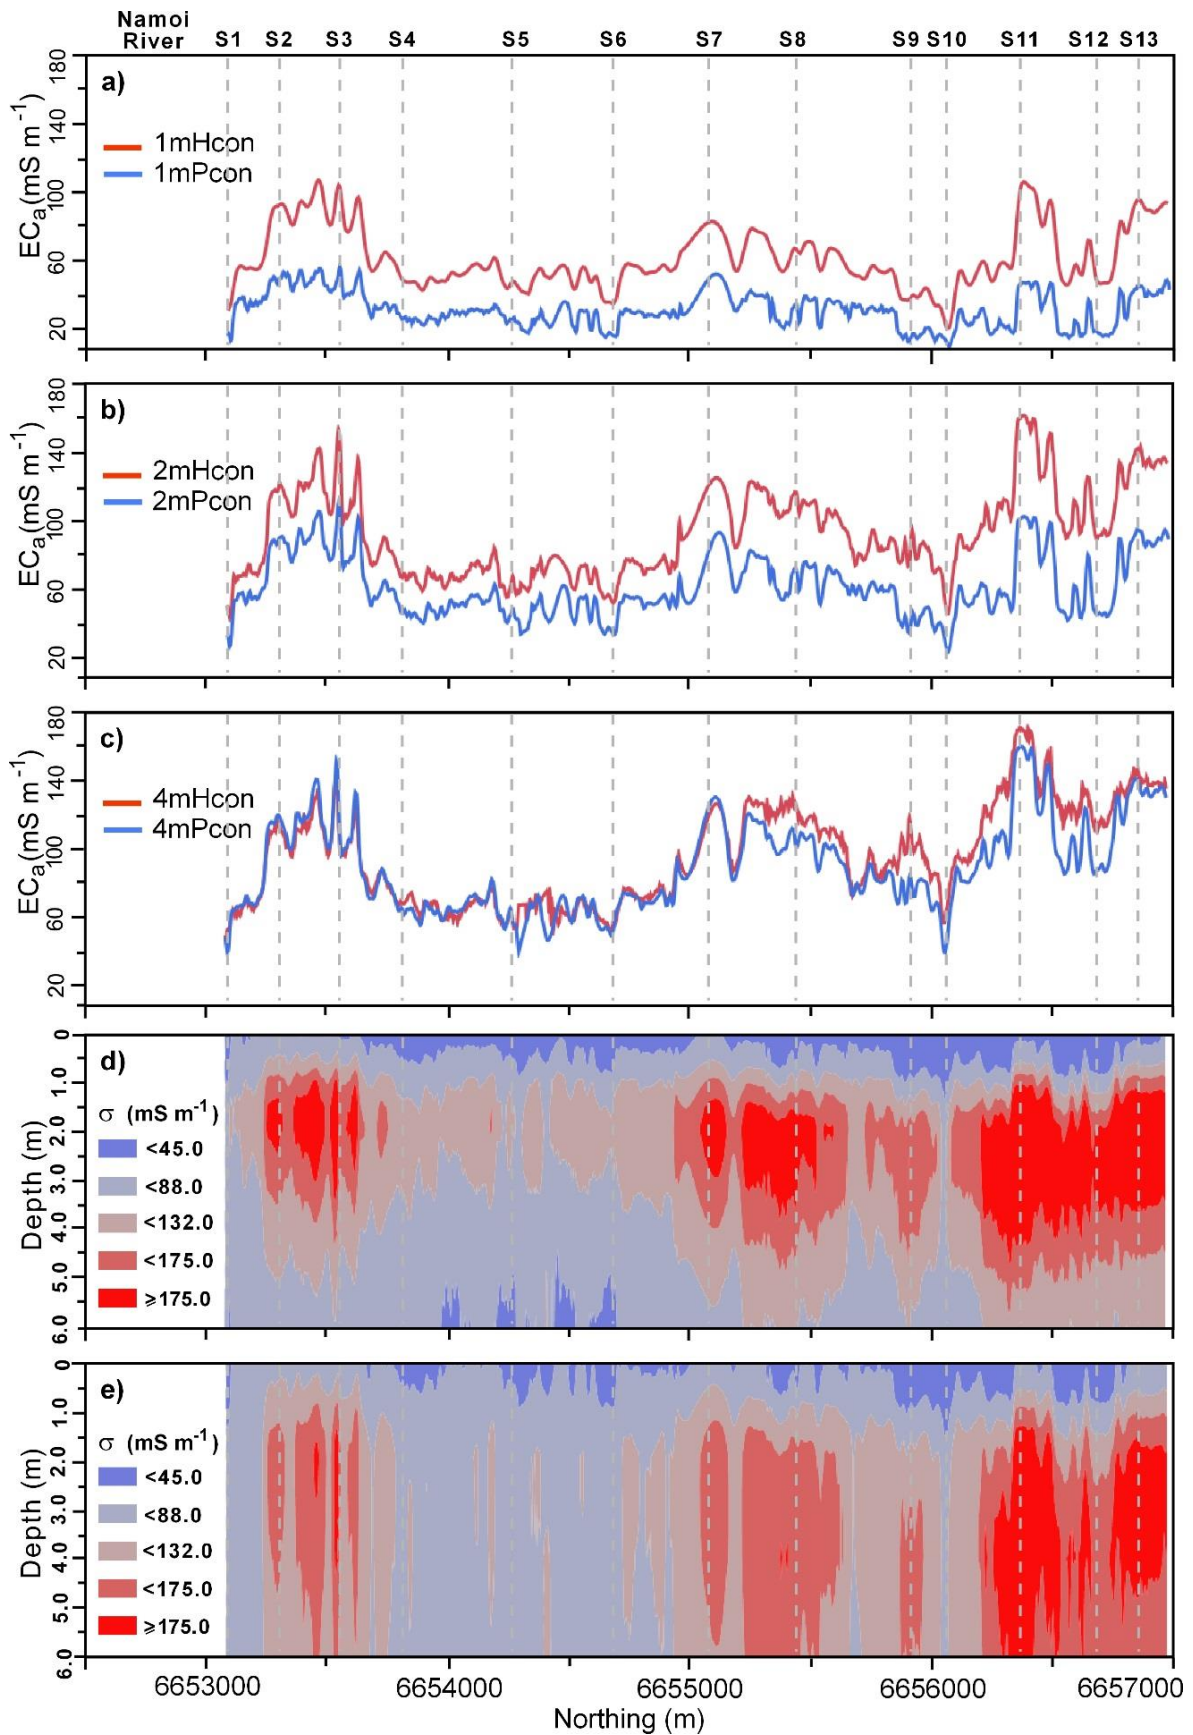 Namoi
River S1 S2 S3 S4 S5 S6 S7 S8 S9 S10 S11 S12 S13
a)
180
140
100
60
20
ECa(mS m-1)
1mHcon
1mPcon
b)
180
140
100
60
20
ECa(mS m-1)
2mHcon
2mPcon
c)
180
140
100
60
20
ECa(mS m-1)
4mHcon
4mPcon
d)
0
1.0
2.0
3.0
4.0
5.0
6.0
Depth (m)
σ (mS m-1)
<45.0
<88.0
<132.0
<175.0
⩾175.0
e)
0
1.0
2.0
3.0
4.0
5.0
6.0
Depth (m)
σ (mS m-1)
<45.0
<88.0
<132.0
<175.0
⩾175.0
6653000 6654000 6655000 6656000 6657000
Northing (m)